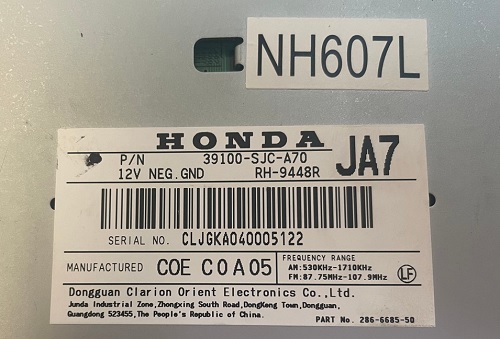 NH607L
HONDA
P/N 39100-SJC-A70 JA7
12V NEG.GND RH-9448R
SERIAL NO. CLJGKA040005122
MANUFACTURED COE C0A05
FREQUENCY RANGE
AM:530KHz-1710KHz
FM:87.75MHz-107.9MHz
LF
Dongguan Clarion Orient Electronics Co.,Ltd.
Junda Industrial Zone,Zhongxing South Road,DongKeng Town,Dongguan,
Guangdong 523455,The People's Republic of China.
PART No. 286-6685-50